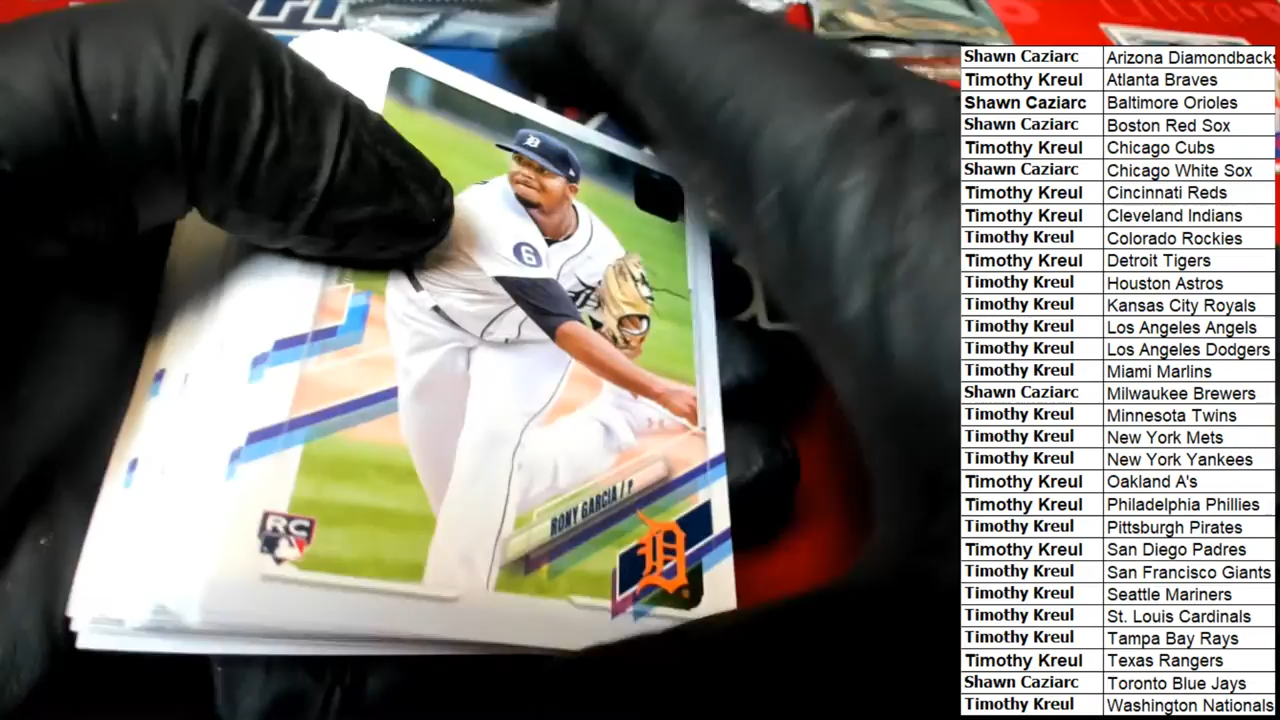 RONY GARCIA / P
RC
D
D
6
Shawn Caziarc Arizona Diamondbacks
Timothy Kreul Atlanta Braves
Shawn Caziarc Baltimore Orioles
Shawn Caziarc Boston Red Sox
Timothy Kreul Chicago Cubs
Shawn Caziarc Chicago White Sox
Timothy Kreul Cincinnati Reds
Timothy Kreul Cleveland Indians
Timothy Kreul Colorado Rockies
Timothy Kreul Detroit Tigers
Timothy Kreul Houston Astros
Timothy Kreul Kansas City Royals
Timothy Kreul Los Angeles Angels
Timothy Kreul Los Angeles Dodgers
Timothy Kreul Miami Marlins
Shawn Caziarc Milwaukee Brewers
Timothy Kreul Minnesota Twins
Timothy Kreul New York Mets
Timothy Kreul New York Yankees
Timothy Kreul Oakland A's
Timothy Kreul Philadelphia Phillies
Timothy Kreul Pittsburgh Pirates
Timothy Kreul San Diego Padres
Timothy Kreul San Francisco Giants
Timothy Kreul Seattle Mariners
Timothy Kreul St. Louis Cardinals
Timothy Kreul Tampa Bay Rays
Timothy Kreul Texas Rangers
Shawn Caziarc Toronto Blue Jays
Timothy Kreul Washington Nationals